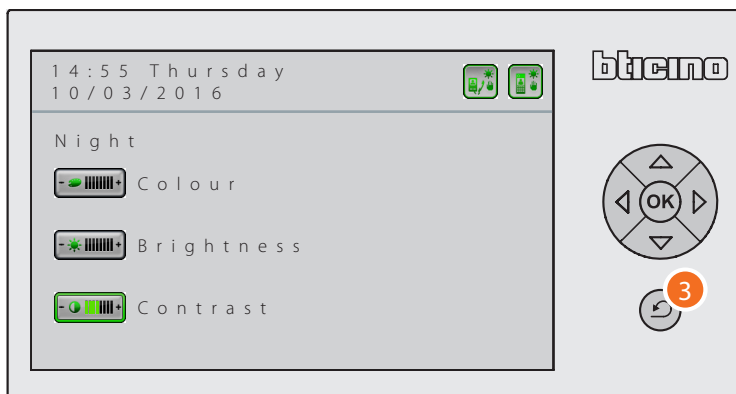 14:55 Thursday
10/03/2016
bticino
Night
Colour
Brightness
Contrast
OK
3